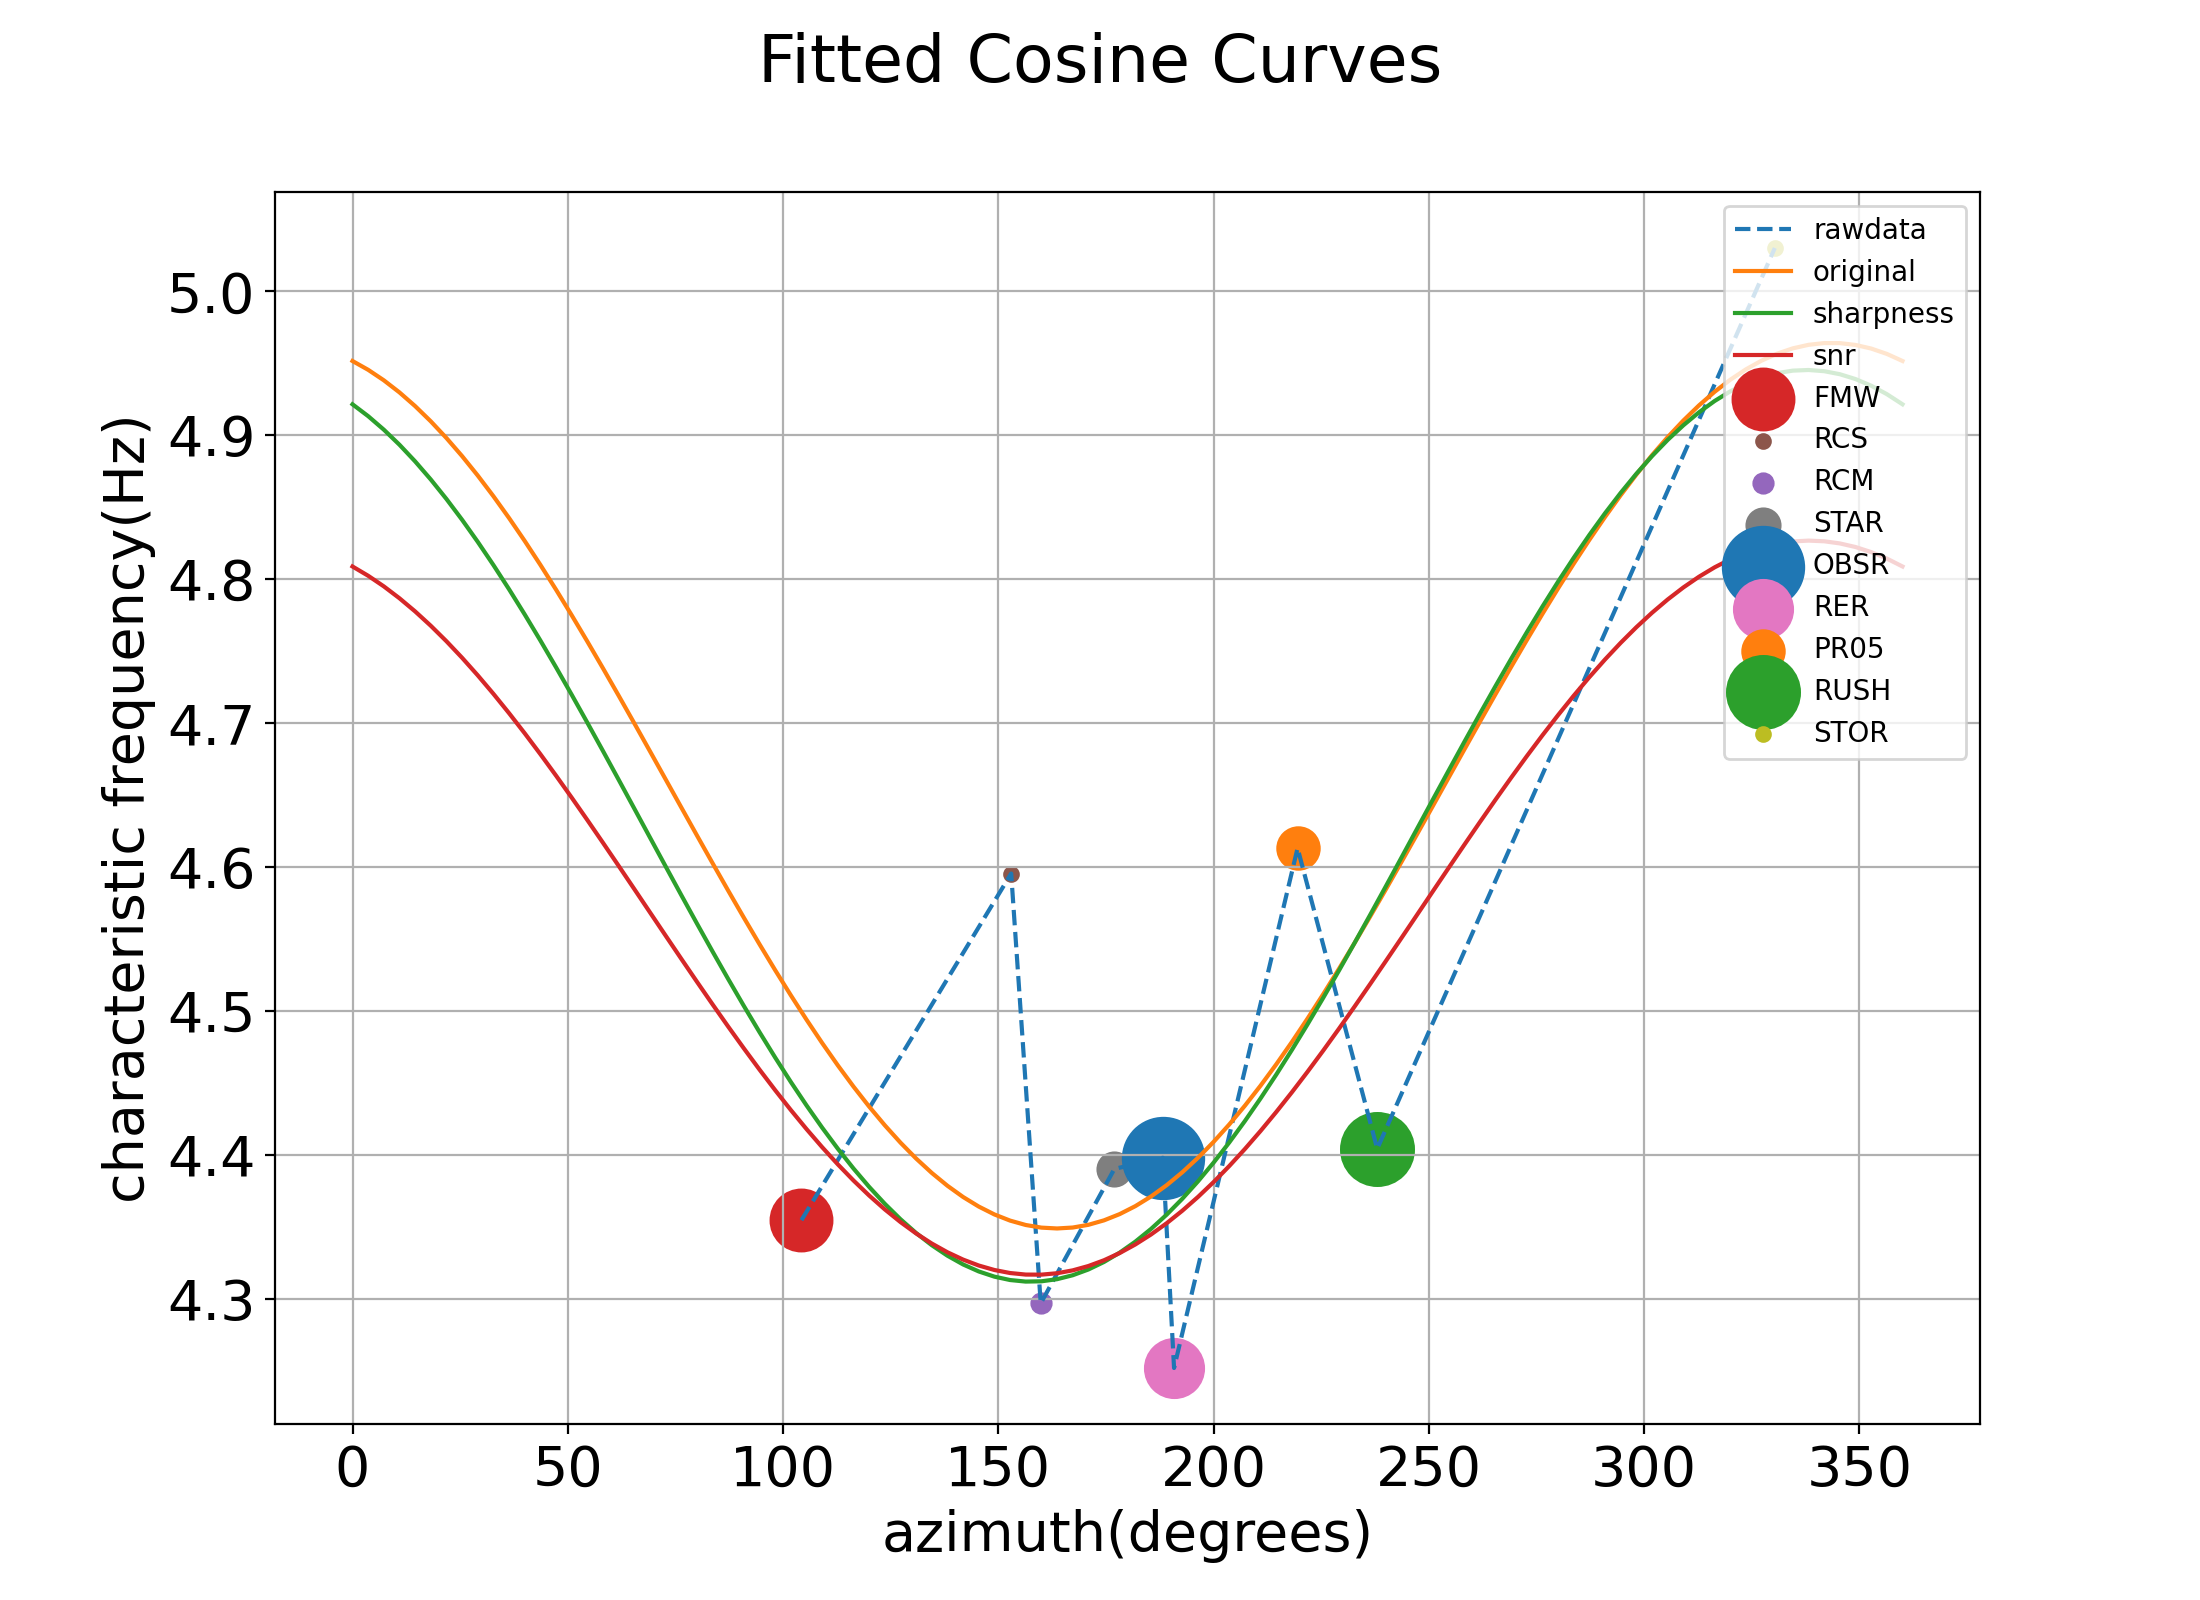 Fitted Cosine Curves
characteristic frequency(Hz)
5.0
4.9
4.8
4.7
4.6
4.5
4.4
4.3
rawdata
original
sharpness
snr
FMW
RCS
RCM
STAR
OBSR
RER
PR05
RUSH
STOR
0 50 100 150 200 250 300 350
azimuth(degrees)